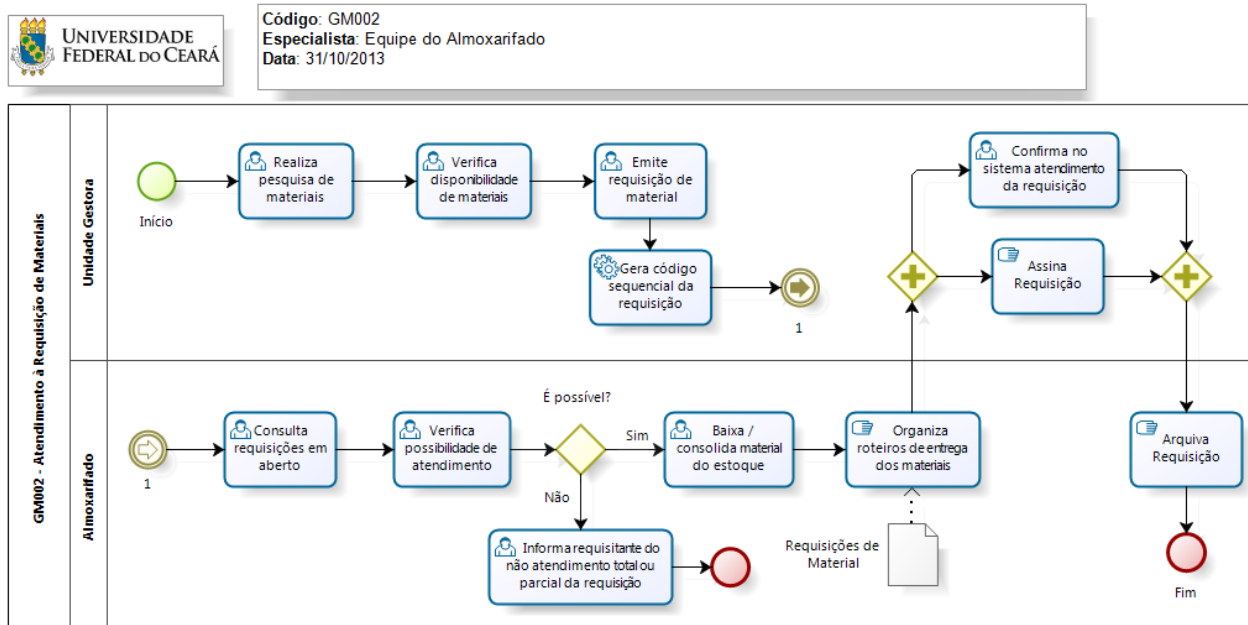 UNIVERSIDADE
FEDERAL DO CEARÁ
Código: GM002
Especialista: Equipe do Almoxarifado
Data: 31/10/2013
GM002 - Atendimento à Requisição de Materiais
Unidade Gestora
Início
Realiza
pesquisa de
materiais
Verifica
disponibilidade
de materiais
Emite
requisição de
material
Gera código
sequencial da
requisição
1
Confirma no
sistema atendimento
da requisição
Assina
Requisição
Almoxarifado
1
Consulta
requisições em
aberto
Verifica
possibilidade de
atendimento
É possível?
Sim
Não
Baixa /
consolida material
do estoque
Organiza
roteiros de entrega
dos materiais
Arquiva
Requisição
Informa requisitante do
não atendimento total ou
parcial da requisição
Requisições de
Material
Fim